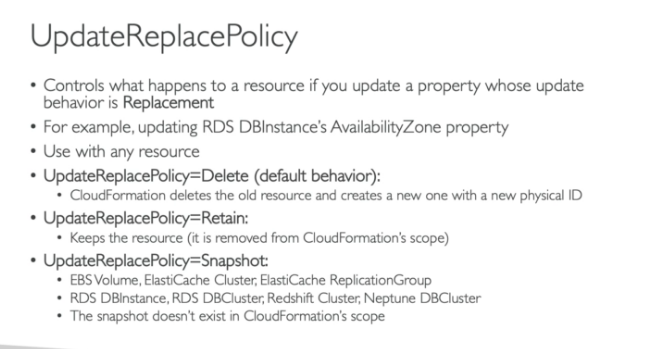 UpdateReplacePolicy
• Controls what happens to a resource if you update a property whose update
behavior is Replacement
• For example, updating RDS DBInstance's AvailabilityZone property
• Use with any resource
• UpdateReplacePolicy=Delete (default behavior):
• CloudFormation deletes the old resource and creates a new one with a new physical ID
• UpdateReplacePolicy=Retain:
• Keeps the resource (it is removed from CloudFormation's scope)
• UpdateReplacePolicy=Snapshot:
• EBS Volume, ElastiCache Cluster, ElastiCache ReplicationGroup
• RDS DBInstance, RDS DBCluster, Redshift Cluster, Neptune DBCluster
• The snapshot doesn't exist in CloudFormation's scope